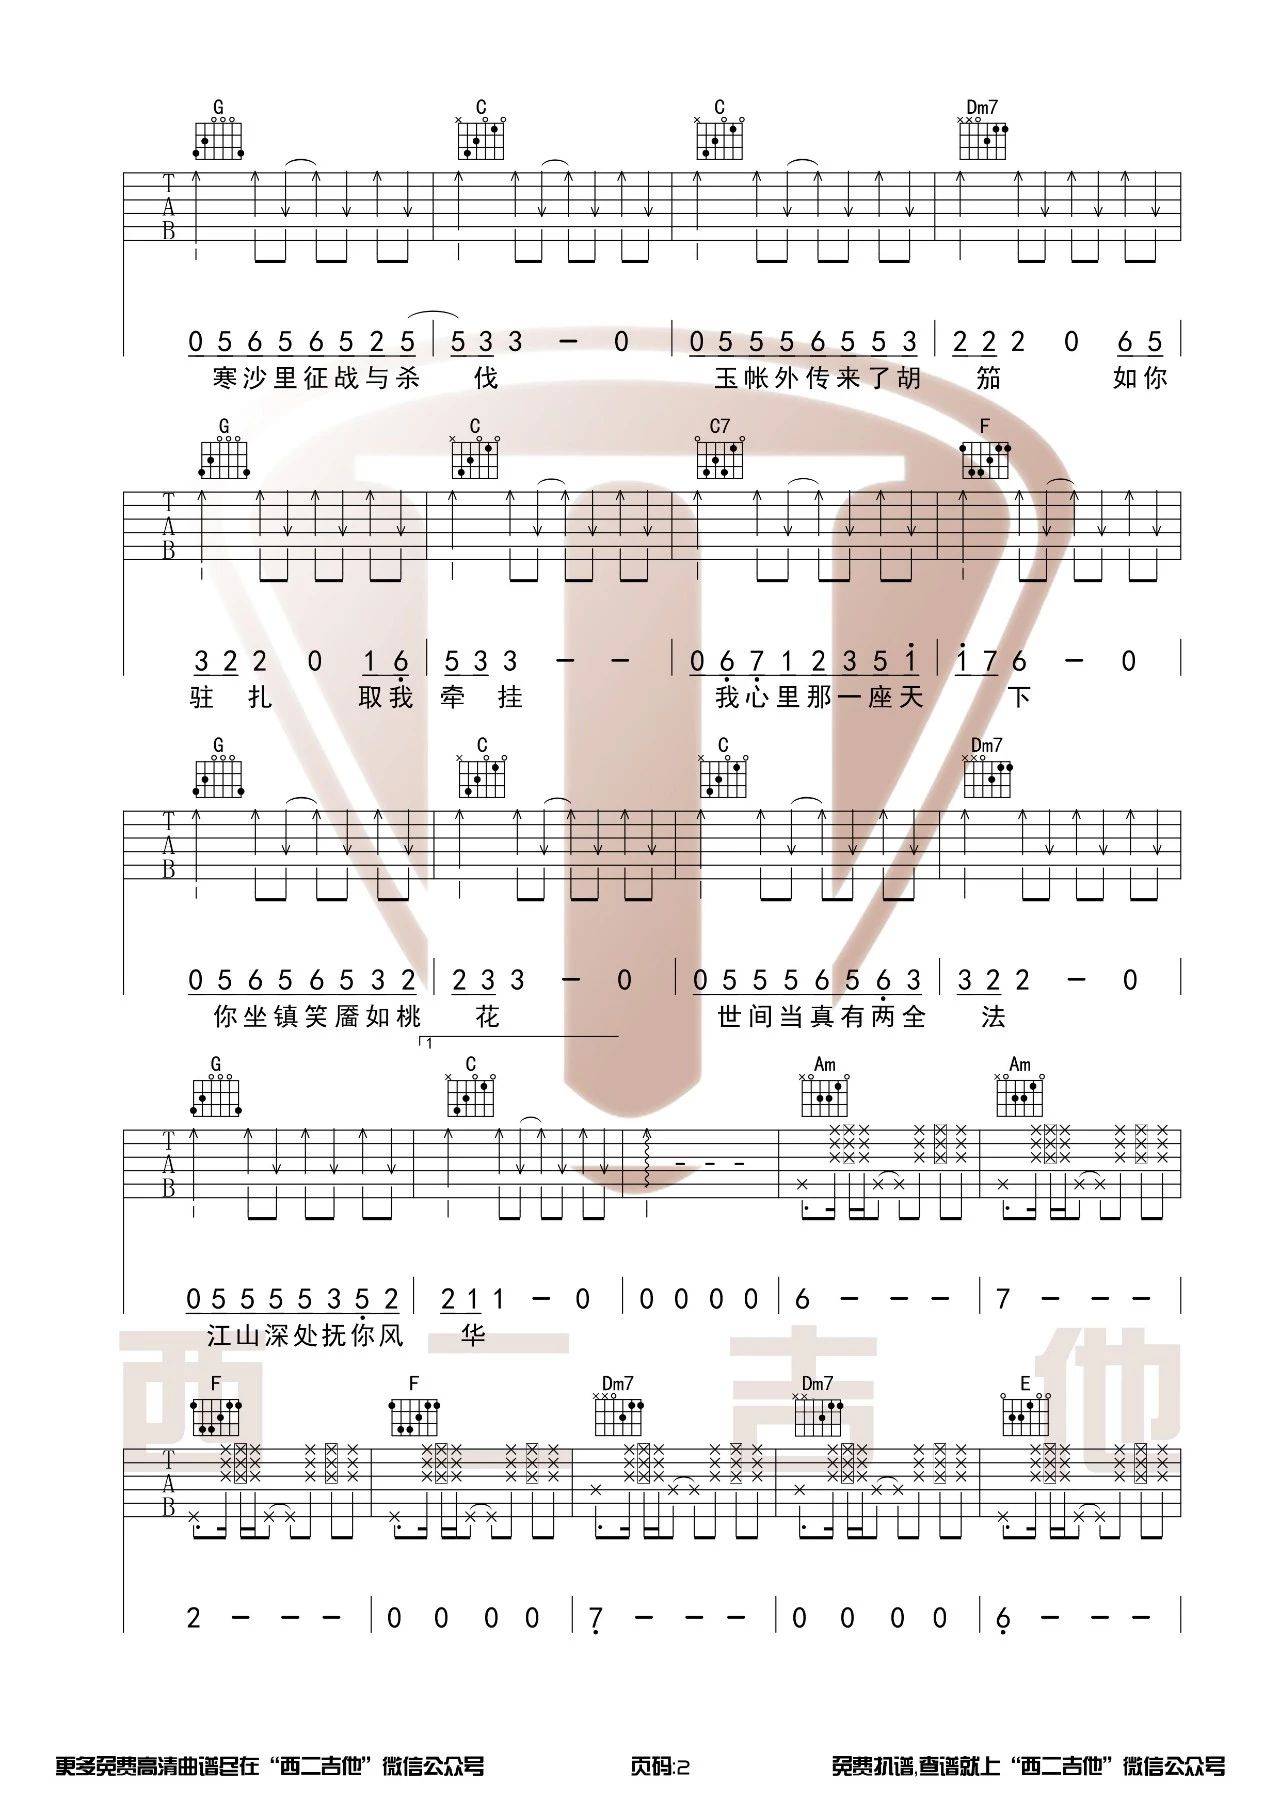 G C C Dm7
T A B
0 5 6 5 6 5 2 5 | 5 3 3 - 0 | 0 5 5 5 6 5 5 3 | 2 2 2 0 6 5
寒沙里征战与杀 伐 玉帐外传来了胡 笳 如你
G C C7 F
T A B
3 2 2 0 1 6 | 5 3 3 - - | 0 6 7 1 2 3 5 1 | 1 7 6 - 0
驻 扎 取我 牵 挂 我心里那一座天 下
G C C Dm7
T A B
0 5 6 5 6 5 3 2 | 2 3 3 - 0 | 0 5 5 5 6 5 6 3 | 3 2 2 - 0
你坐镇笑靥如桃 花 世间当真有两全 法
1
G C Am Am
T A B
0 5 5 5 5 3 5 2 | 2 1 1 - 0 | 0 0 0 0 | 6 - - - | 7 - - -
江山深处抚你风 华
西二吉他
F F Dm7 Dm7 E
T A B
2 - - - | 0 0 0 0 | 7 - - - | 0 0 0 0 | 6 - - -
更多免费高清曲谱尽在“西二吉他”微信公众号 页码:2 免费扒谱,查谱就上“西二吉他”微信公众号